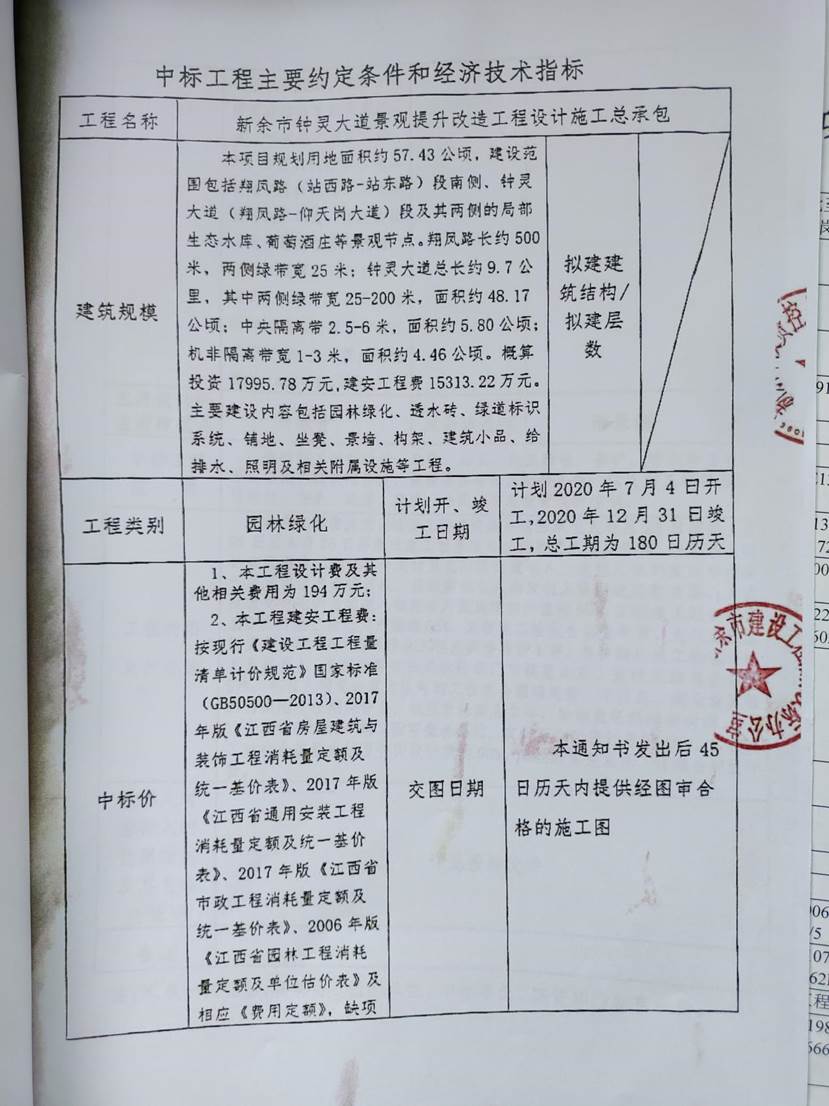 中标工程主要约定条件和经济技术指标
工程名称
新余市钟灵大道景观提升改造工程设计施工总承包
建筑规模
本项目规划用地面积约57.43公顷，建设范
围包括翔凤路（站西路-站东路）段南侧、钟灵
大道（翔凤路-仰天岗大道）段及其两侧的局部
生态水库、葡萄酒庄等景观节点。翔凤路长约500
米，两侧绿带宽25米；钟灵大道总长约9.7公
里，其中两侧绿带宽25-200米，面积约48.17
公顷；中央隔离带2.5-6米，面积约5.80公顷；
机非隔离带宽1-3米，面积约4.46公顷。概算
投资17995.78万元,建安工程费15313.22万元。
主要建设内容包括园林绿化、透水砖、绿道标识
系统、铺地、坐凳、景墙、构架、建筑小品、给
排水、照明及相关附属设施等工程。
拟建建
筑结构/
拟建层
数
工程类别
园林绿化
计划开、竣
工日期
计划2020年7月4日开
工,2020年12月31日竣
工，总工期为180日历天
中标价
1、本工程设计费及其
他相关费用为194万元;
2、本工程建安工程费：
按现行《建设工程工程量
清单计价规范》国家标准
（GB50500—2013）、2017
年版《江西省房屋建筑与
装饰工程消耗量定额及
统一基价表》、2017年版
《江西省通用安装工程
消耗量定额及统一基价
表》、2017年版《江西省
市政工程消耗量定额及
统一基价表》、2006年版
《江西省园林工程消耗
量定额及单位估价表》及
相应《费用定额》，缺项
交图日期
本通知书发出后45
日历天内提供经图审合
格的施工图
余市建设工
标办公室